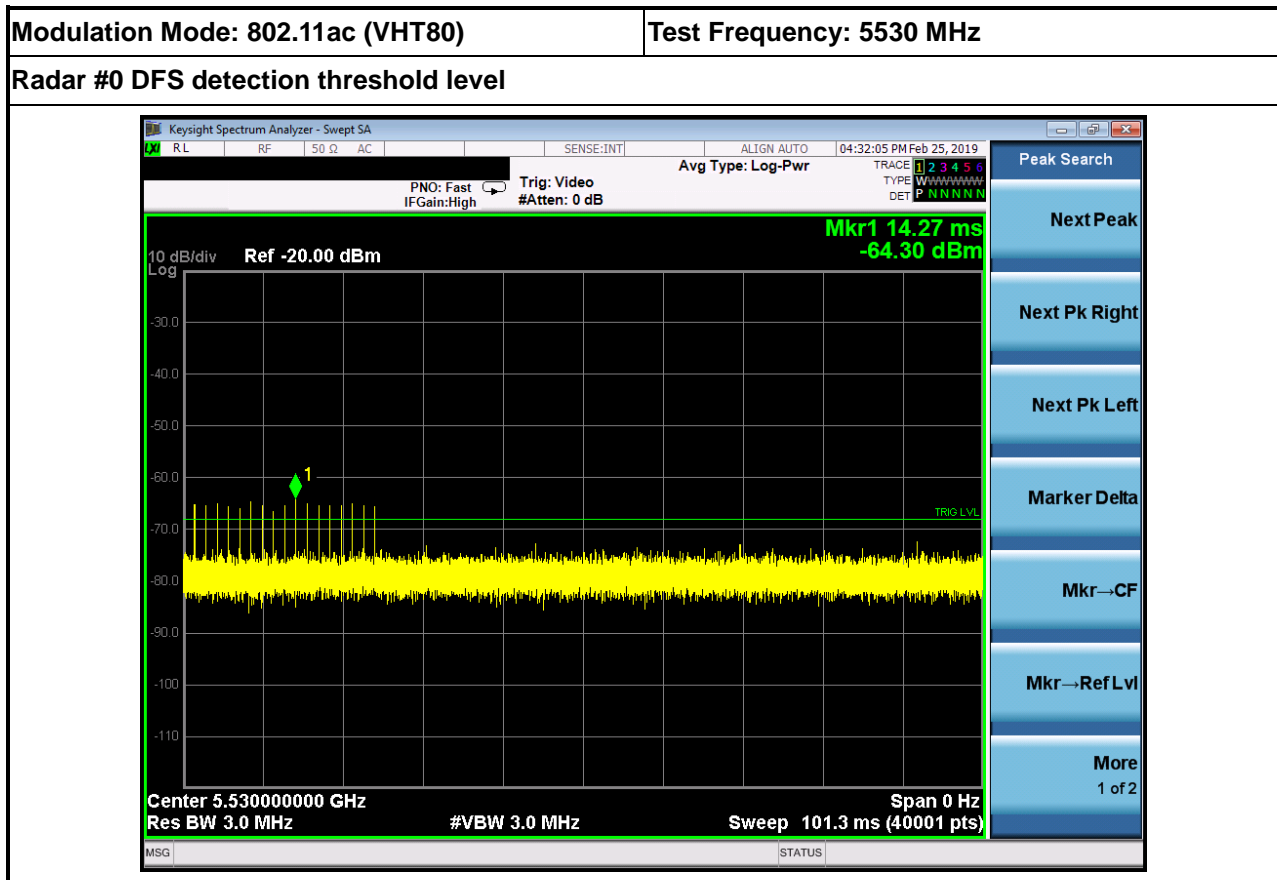 Modulation Mode: 802.11ac (VHT80) Test Frequency: 5530 MHz
Radar #0 DFS detection threshold level
Keysight Spectrum Analyzer - Swept SA
LXI RL RF 50 Ω AC SENSE:INT ALIGN AUTO 04:32:05 PM Feb 25, 2019
PNO: Fast
IFGain:High
Trig: Video
#Atten: 0 dB
Avg Type: Log-Pwr
TRACE 1 2 3 4 5 6
TYPE WWWWWW
DET P N N N N N
Mkr1 14.27 ms
-64.30 dBm
10 dB/div Ref -20.00 dBm
Log
-30.0
-40.0
-50.0
-60.0
-70.0
-80.0
-90.0
-100
-110
1
TRIG LVL
Center 5.530000000 GHz Span 0 Hz
Res BW 3.0 MHz #VBW 3.0 MHz Sweep 101.3 ms (40001 pts)
MSG STATUS
Peak Search
Next Peak
Next Pk Right
Next Pk Left
Marker Delta
Mkr→CF
Mkr→Ref Lvl
More
1 of 2